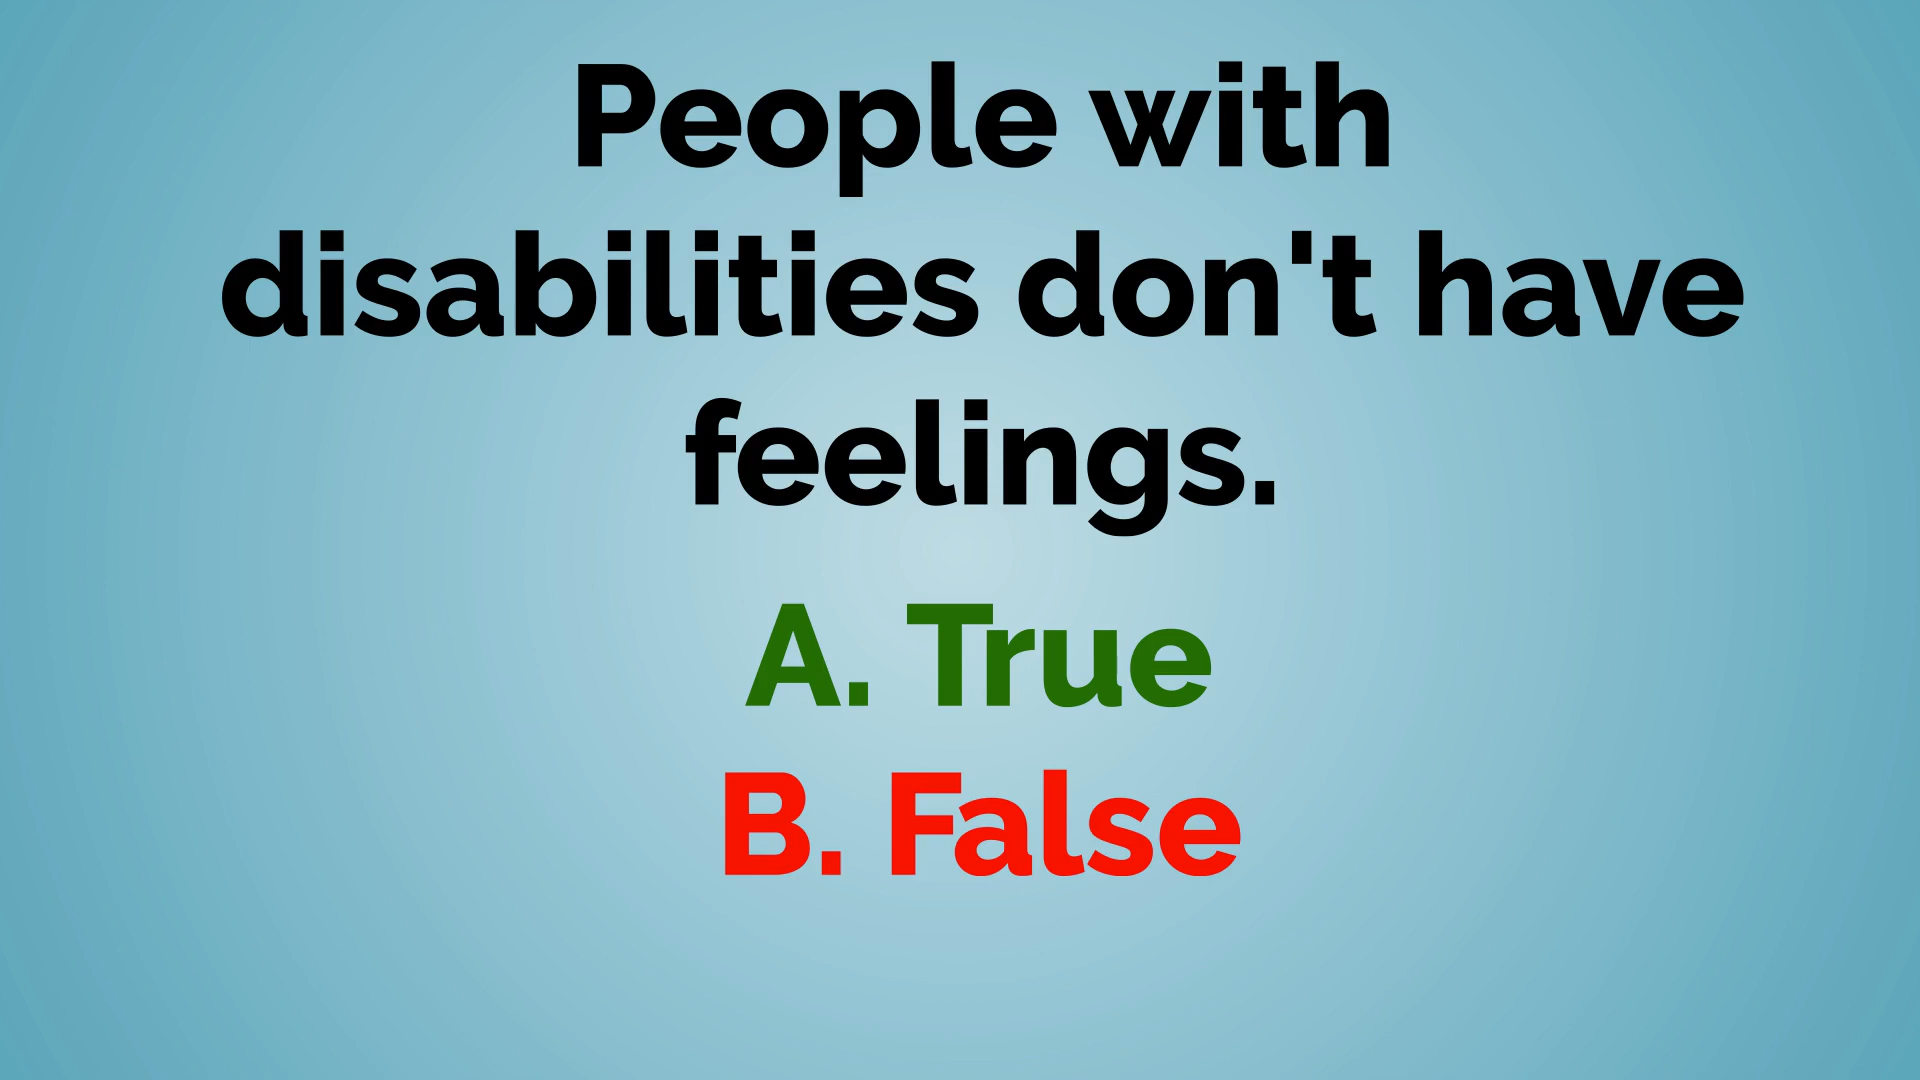 People with
disabilities don't have
feelings.
A. True
B. False